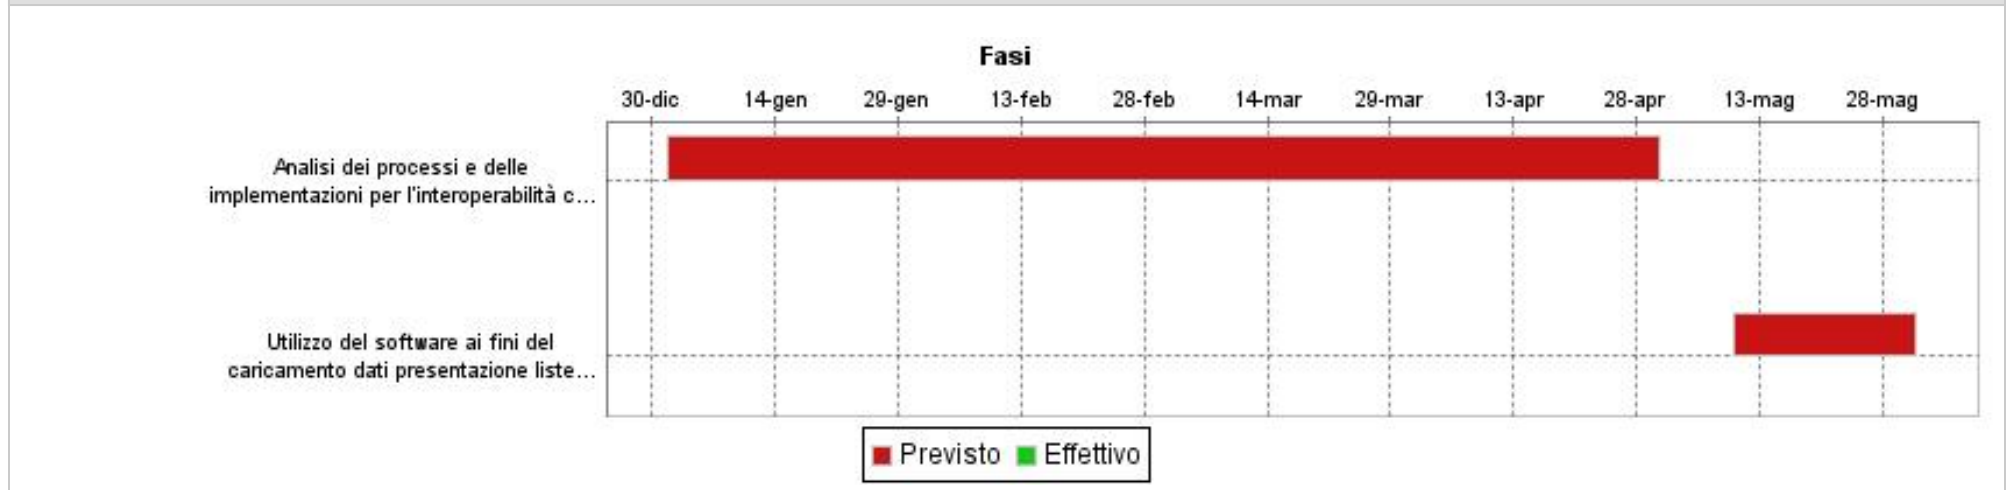 Fasi
30-dic 14-gen 29-gen 13-feb 28-feb 14-mar 29-mar 13-apr 28-apr 13-mag 28-mag
Analisi dei processi e delle
implementazioni per l'interoperabilità c...
Utilizzo del software ai fini del
caricamento dati presentazione liste...
Previsto Effettivo